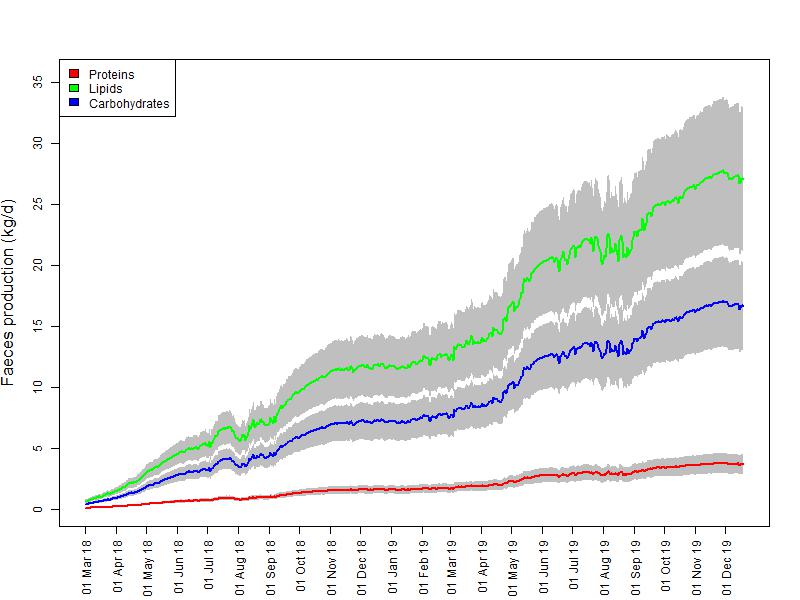 Proteins
Lipids
Carbohydrates
Faeces production (kg/d)
35
30
25
20
15
10
5
0
01 Mar 18
01 Apr 18
01 May 18
01 Jun 18
01 Jul 18
01 Aug 18
01 Sep 18
01 Oct 18
01 Nov 18
01 Dec 18
01 Jan 19
01 Feb 19
01 Mar 19
01 Apr 19
01 May 19
01 Jun 19
01 Jul 19
01 Aug 19
01 Sep 19
01 Oct 19
01 Nov 19
01 Dec 19